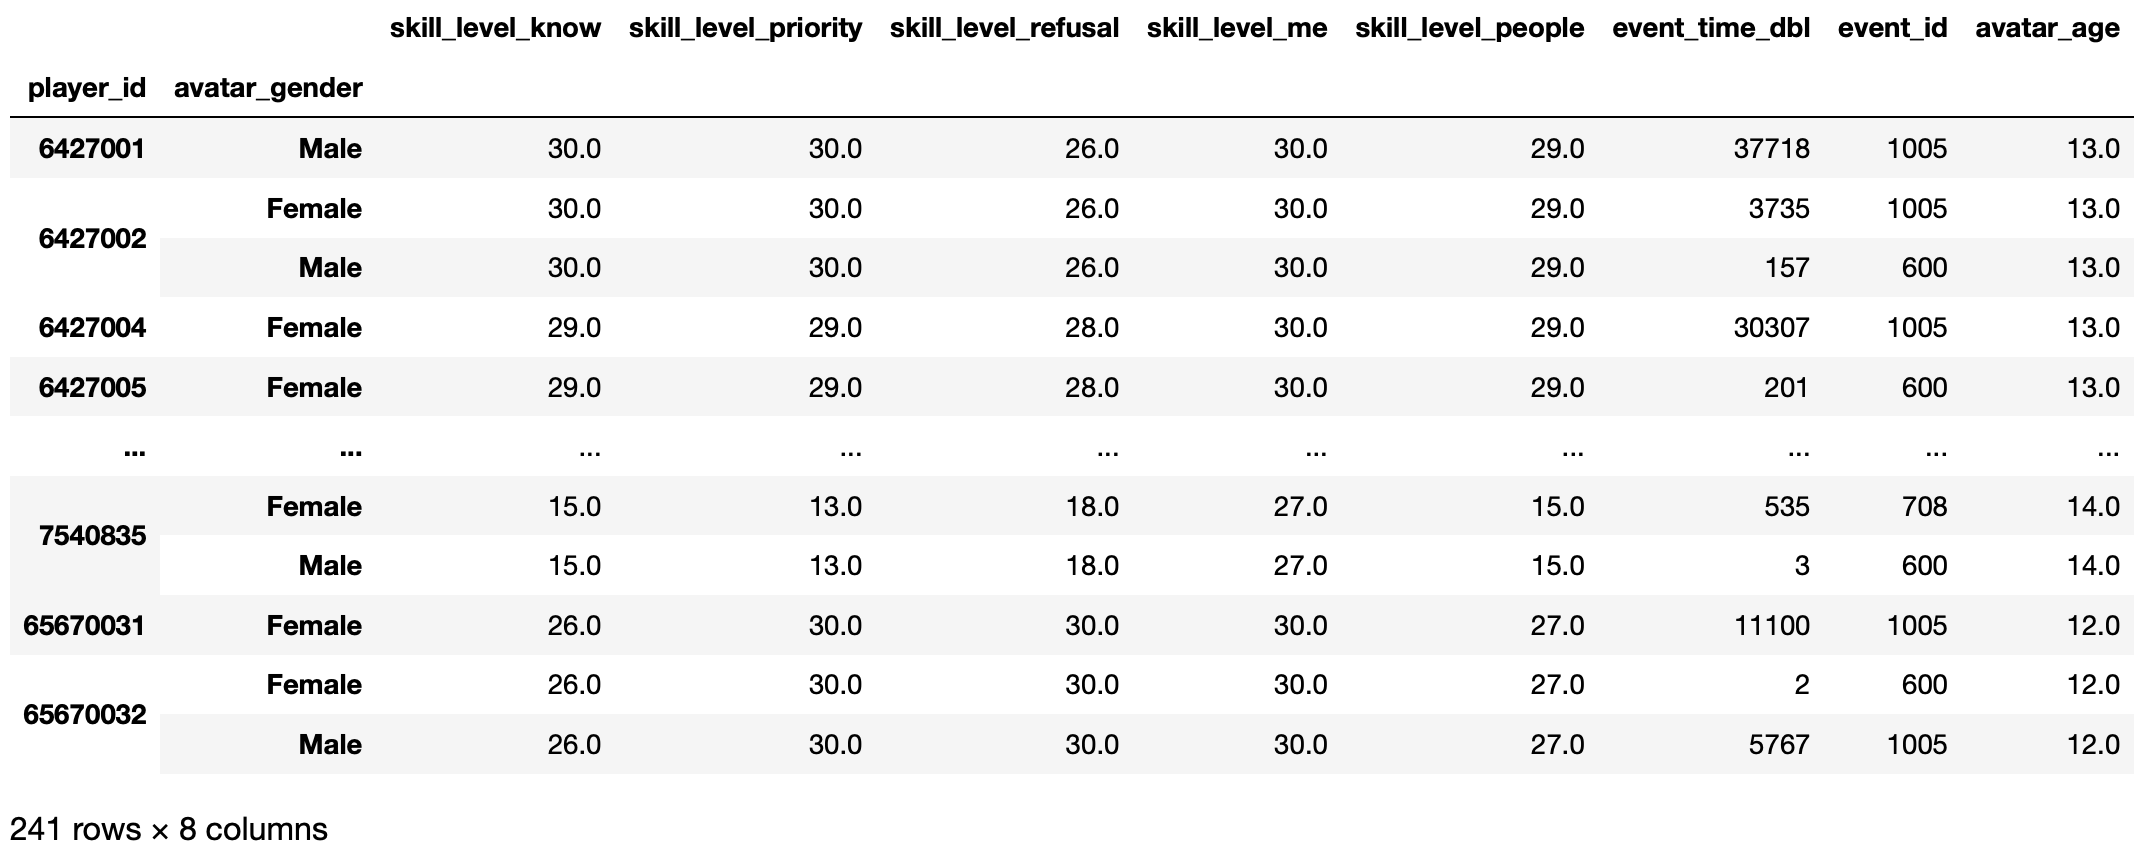 skill_level_know skill_level_priority skill_level_refusal skill_level_me skill_level_people event_time_dbl event_id avatar_age
player_id avatar_gender
6427001 Male 30.0 30.0 26.0 30.0 29.0 37718 1005 13.0
6427002 Female 30.0 30.0 26.0 30.0 29.0 3735 1005 13.0
Male 30.0 30.0 26.0 30.0 29.0 157 600 13.0
6427004 Female 29.0 29.0 28.0 30.0 29.0 30307 1005 13.0
6427005 Female 29.0 29.0 28.0 30.0 29.0 201 600 13.0
... ... ... ... ... ... ... ... ... ...
7540835 Female 15.0 13.0 18.0 27.0 15.0 535 708 14.0
Male 15.0 13.0 18.0 27.0 15.0 3 600 14.0
65670031 Female 26.0 30.0 30.0 30.0 27.0 11100 1005 12.0
65670032 Female 26.0 30.0 30.0 30.0 27.0 2 600 12.0
Male 26.0 30.0 30.0 30.0 27.0 5767 1005 12.0
241 rows × 8 columns